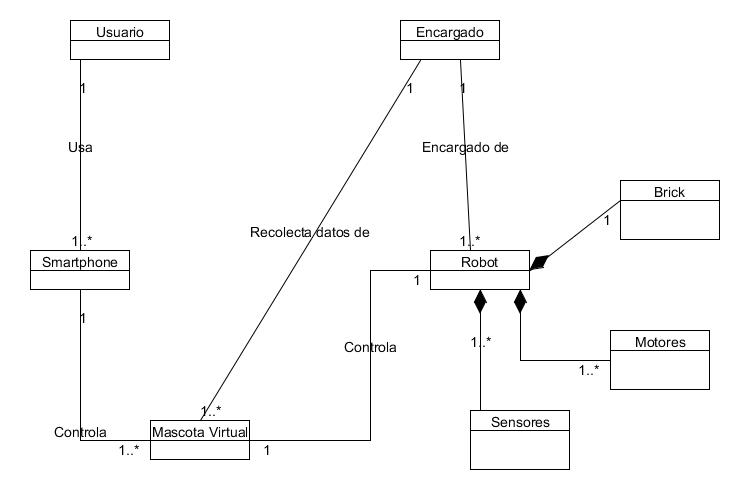 Usuario
Encargado
1
1
1
Usa
Encargado de
Brick
1
Recolecta datos de
1..*
1..*
Smartphone
Robot
1
1
Controla
1..*
Motores
1..*
1..*
Sensores
Mascota Virtual
Controla
1..*
1